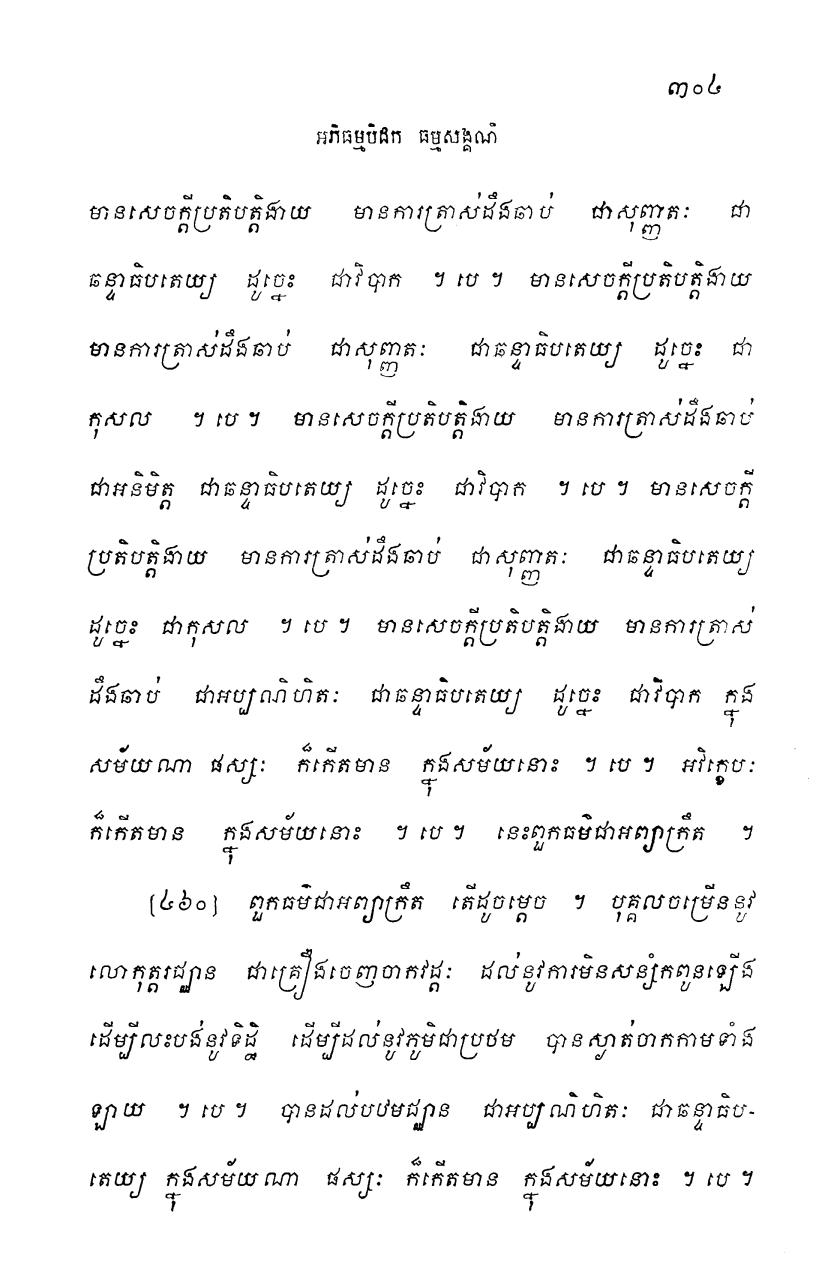 ៣០៤
អភិធម្មបិដក ធម្មសង្គណី
មានសេចក្តីប្រតិបត្តិងាយ មានការត្រាស់ដឹងឆាប់ ជាសុញ្ញតៈ ជា
ឆន្ទាធិបតេយ្យ ដូច្នេះ ជាវិបាក ។ បេ ។ មានសេចក្តីប្រតិបត្តិងាយ
មានការត្រាស់ដឹងឆាប់ ជាសុញ្ញតៈ ជាឆន្ទាធិបតេយ្យ ដូច្នេះ ជា
កុសល ។ បេ ។ មានសេចក្តីប្រតិបត្តិងាយ មានការត្រាស់ដឹងឆាប់
ជាអនិមិត្ត ជាឆន្ទាធិបតេយ្យ ដូច្នេះ ជាវិបាក ។ បេ ។ មានសេចក្តី
ប្រតិបត្តិងាយ មានការត្រាស់ដឹងឆាប់ ជាសុញ្ញតៈ ជាឆន្ទាធិបតេយ្យ
ដូច្នេះ ជាកុសល ។ បេ ។ មានសេចក្តីប្រតិបត្តិងាយ មានការត្រាស់
ដឹងឆាប់ ជាអប្បណិហិតៈ ជាឆន្ទាធិបតេយ្យ ដូច្នេះ ជាវិបាក ក្នុង
សម័យណា ផស្សៈ ក៏កើតមាន ក្នុងសម័យនោះ ។ បេ ។ អវិក្ខេបៈ
ក៏កើតមាន ក្នុងសម័យនោះ ។ បេ ។ នេះពួកធម៌ជាអព្យាក្រឹត ។
[៤៦០] ពួកធម៌ជាអព្យាក្រឹត តើដូចម្តេច ។ បុគ្គលចម្រើននូវ
លោកុត្តរជ្ឈាន ជាគ្រឿងចេញចាកវដ្តៈ ដល់នូវការមិនសន្សំកពូនឡើង
ដើម្បីលះបង់នូវទិដ្ឋិ ដើម្បីដល់នូវភូមិជាប្រថម បានស្ងាត់ចាកកាមទាំង
ឡាយ ។ បេ ។ បានដល់បឋមជ្ឈាន ជាអប្បណិហិតៈ ជាឆន្ទាធិប-
តេយ្យ ក្នុងសម័យណា ផស្សៈ ក៏កើតមាន ក្នុងសម័យនោះ ។ បេ ។